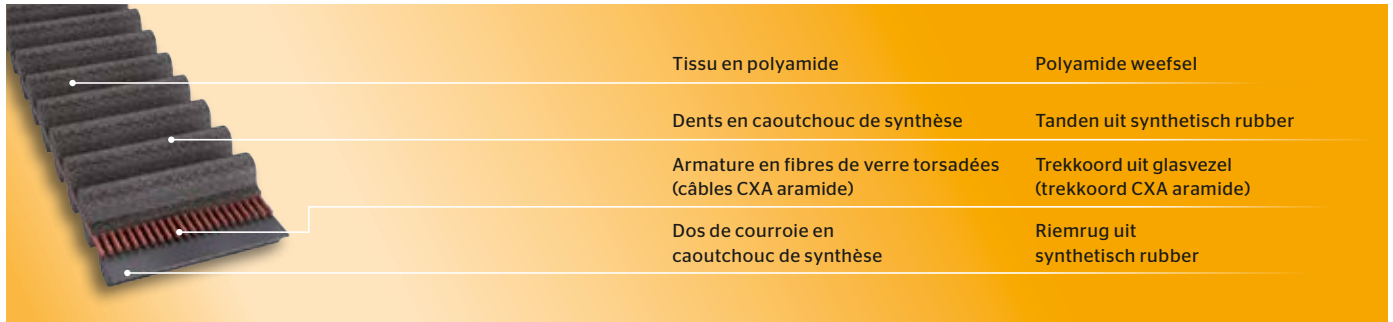 Tissu en polyamide
Polyamide weefsel
Dents en caoutchouc de synthèse
Tanden uit synthetisch rubber
Armature en fibres de verre torsadées
(câbles CXA aramide)
Trekkoord uit glasvezel
(trekkoord CXA aramide)
Dos de courroie en
caoutchouc de synthèse
Riemrug uit
synthetisch rubber